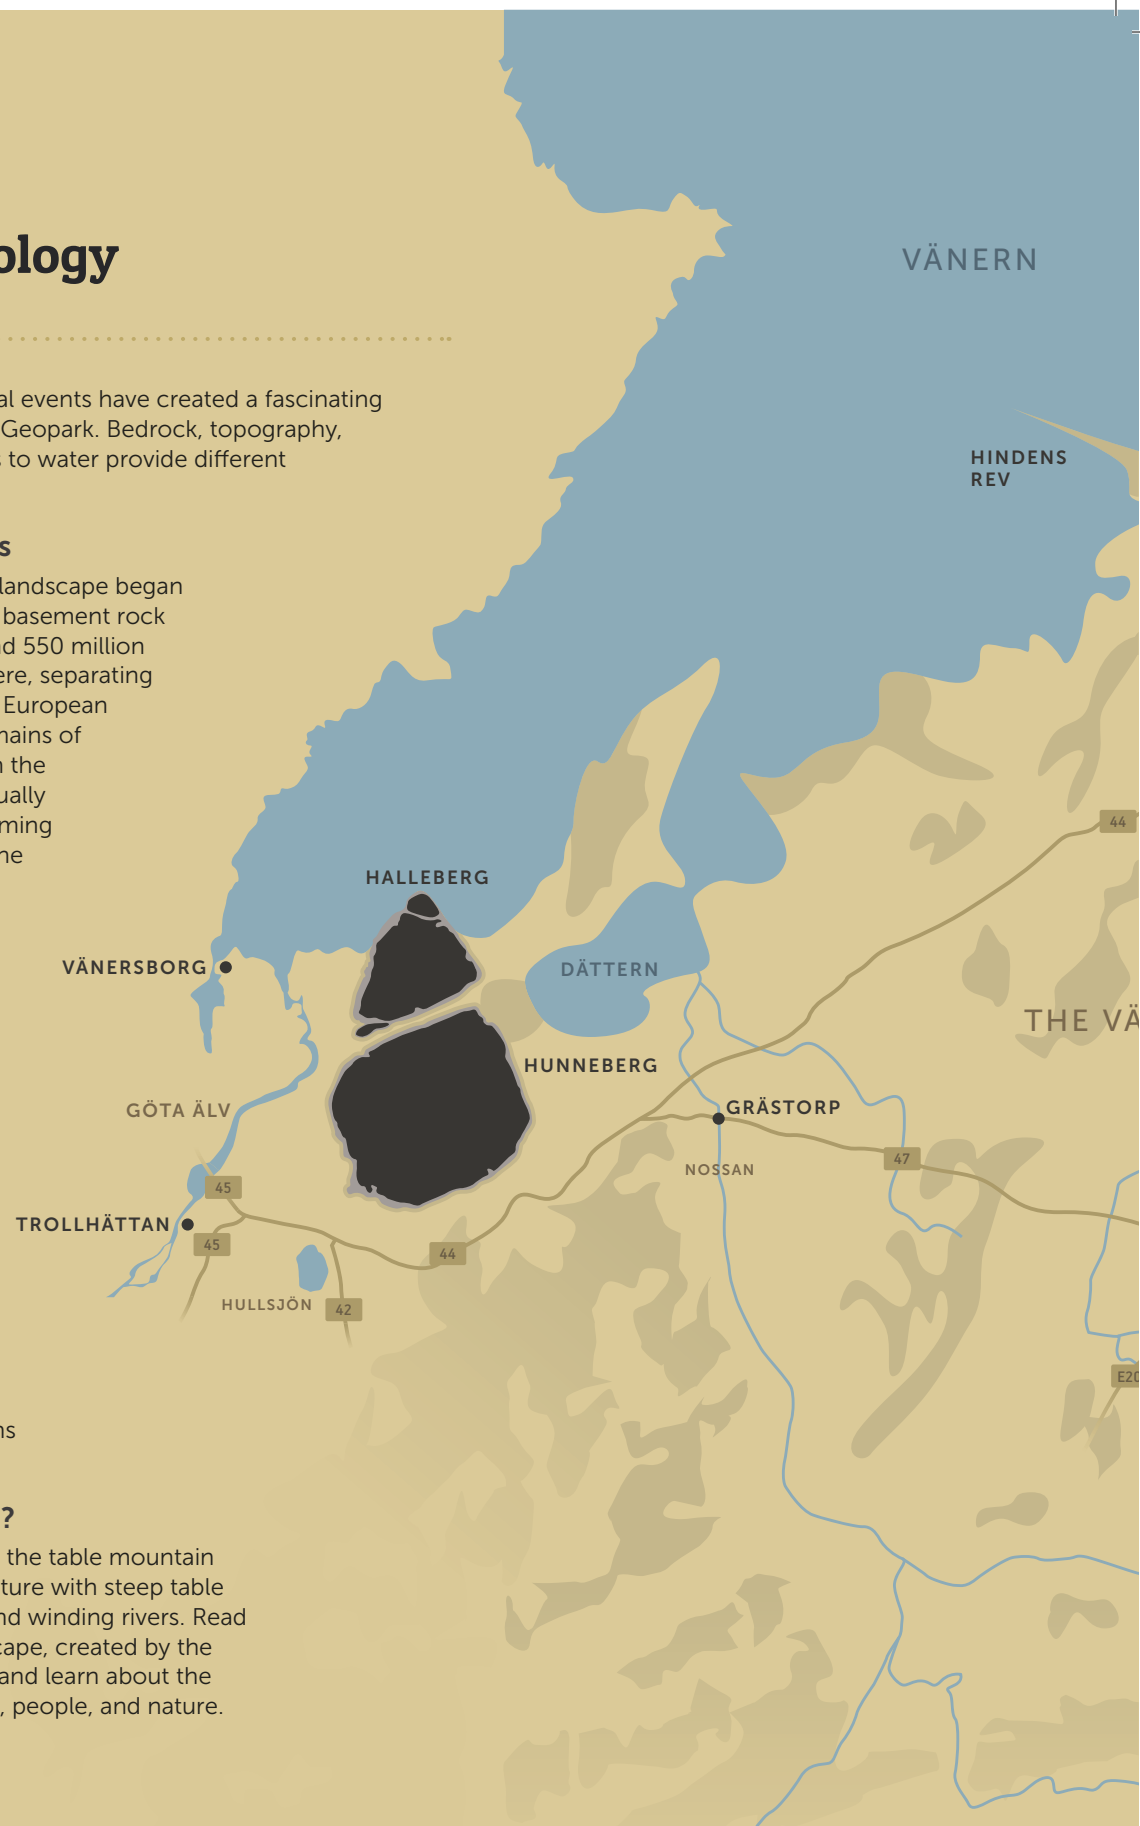 ology
al events have created a fascinating
Geopark. Bedrock, topography,
s to water provide different
s
landscape began
basement rock
nd 550 million
ere, separating
European
mains of
n the
ually
ming
he
ns
?
the table mountain
ture with steep table
nd winding rivers. Read
cape, created by the
and learn about the
, people, and nature.
VÄNERN
HINDENS
REV
44
HALLEBERG
VÄNERSBORG
DÄTTERN
THE VÄ
HUNNEBERG
GÖTA ÄLV
GRÄSTORP
47
NOSSAN
45
TROLLHÄTTAN
45
44
HULLSJÖN
42
E20